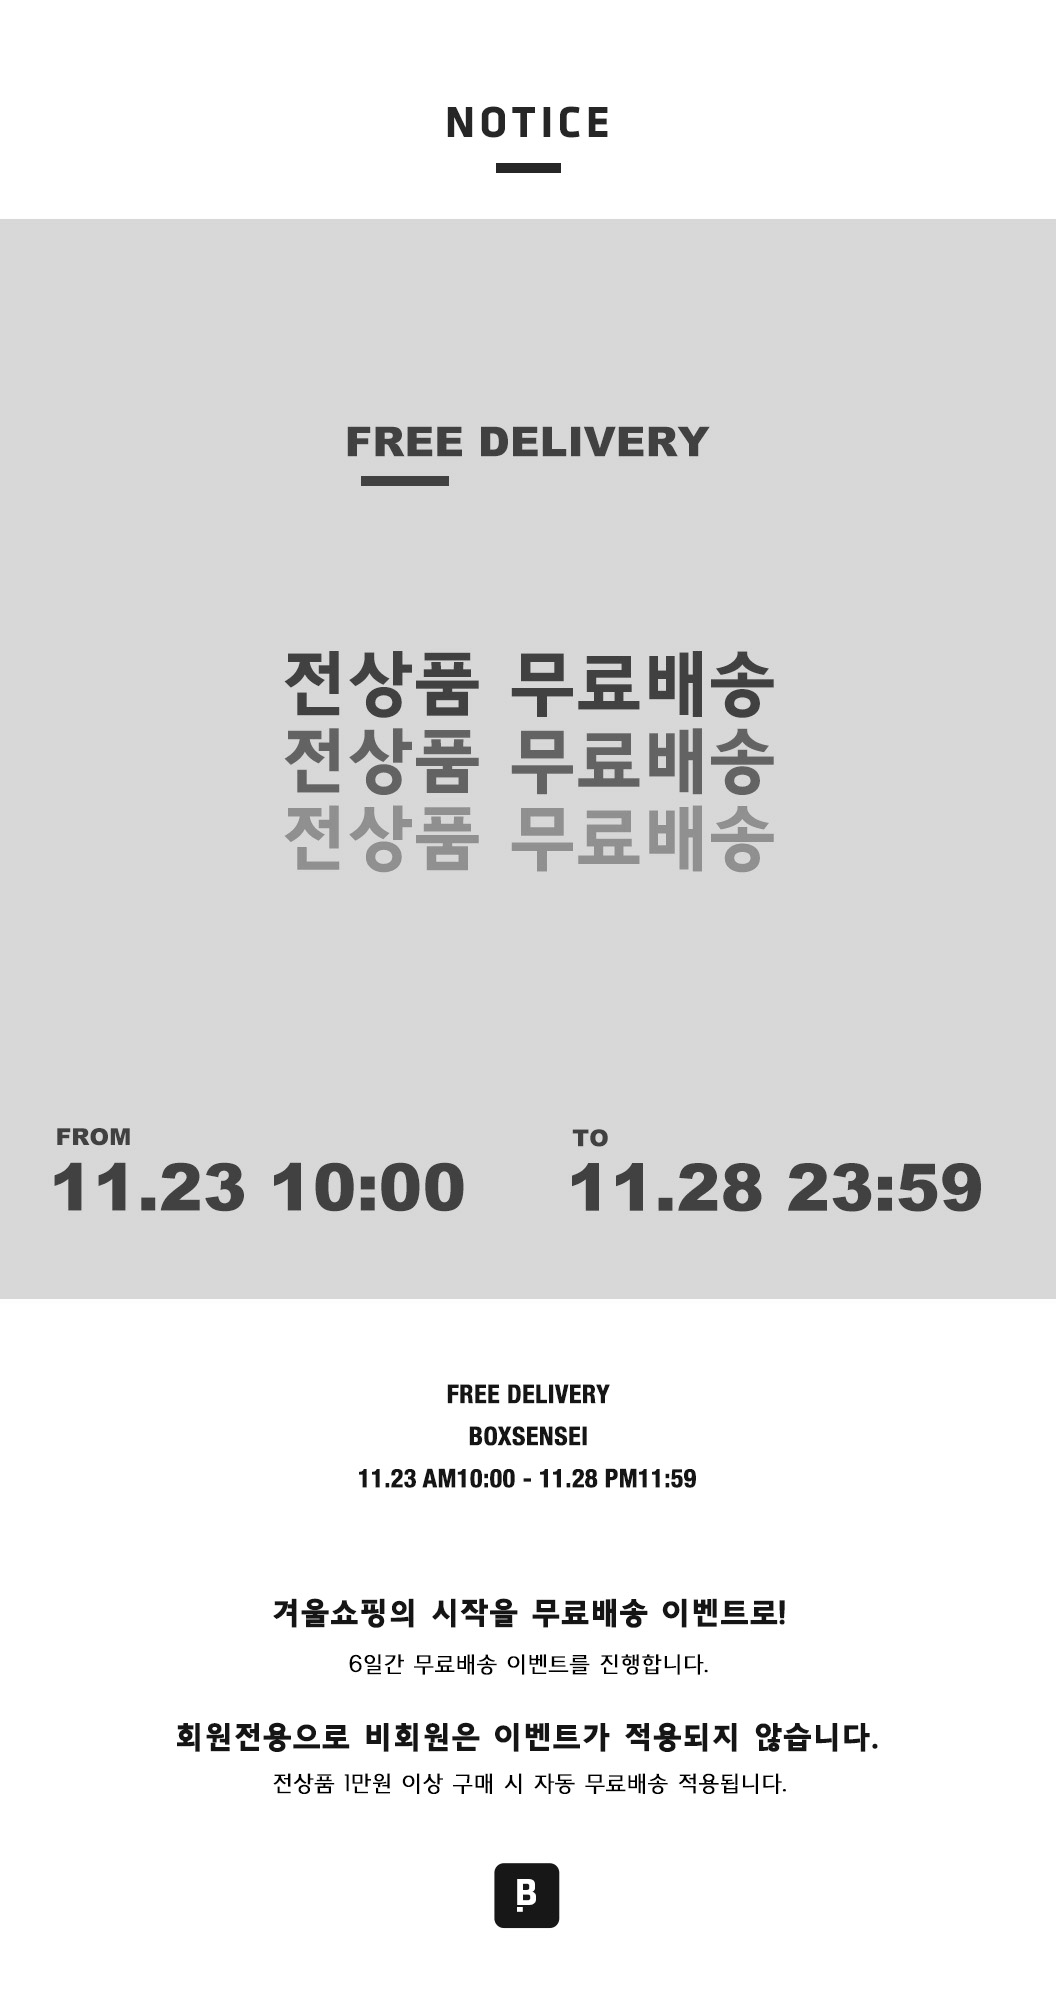 NOTICE
FREE DELIVERY
전상품 무료배송
전상품 무료배송
전상품 무료배송
FROM
11.23 10:00
TO
11.28 23:59
FREE DELIVERY
BOXSENSEI
11.23 AM10:00 - 11.28 PM11:59
겨울쇼핑의 시작을 무료배송 이벤트로!
6일간 무료배송 이벤트를 진행합니다.
회원전용으로 비회원은 이벤트가 적용되지 않습니다.
전상품 1만원 이상 구매 시 자동 무료배송 적용됩니다.
B